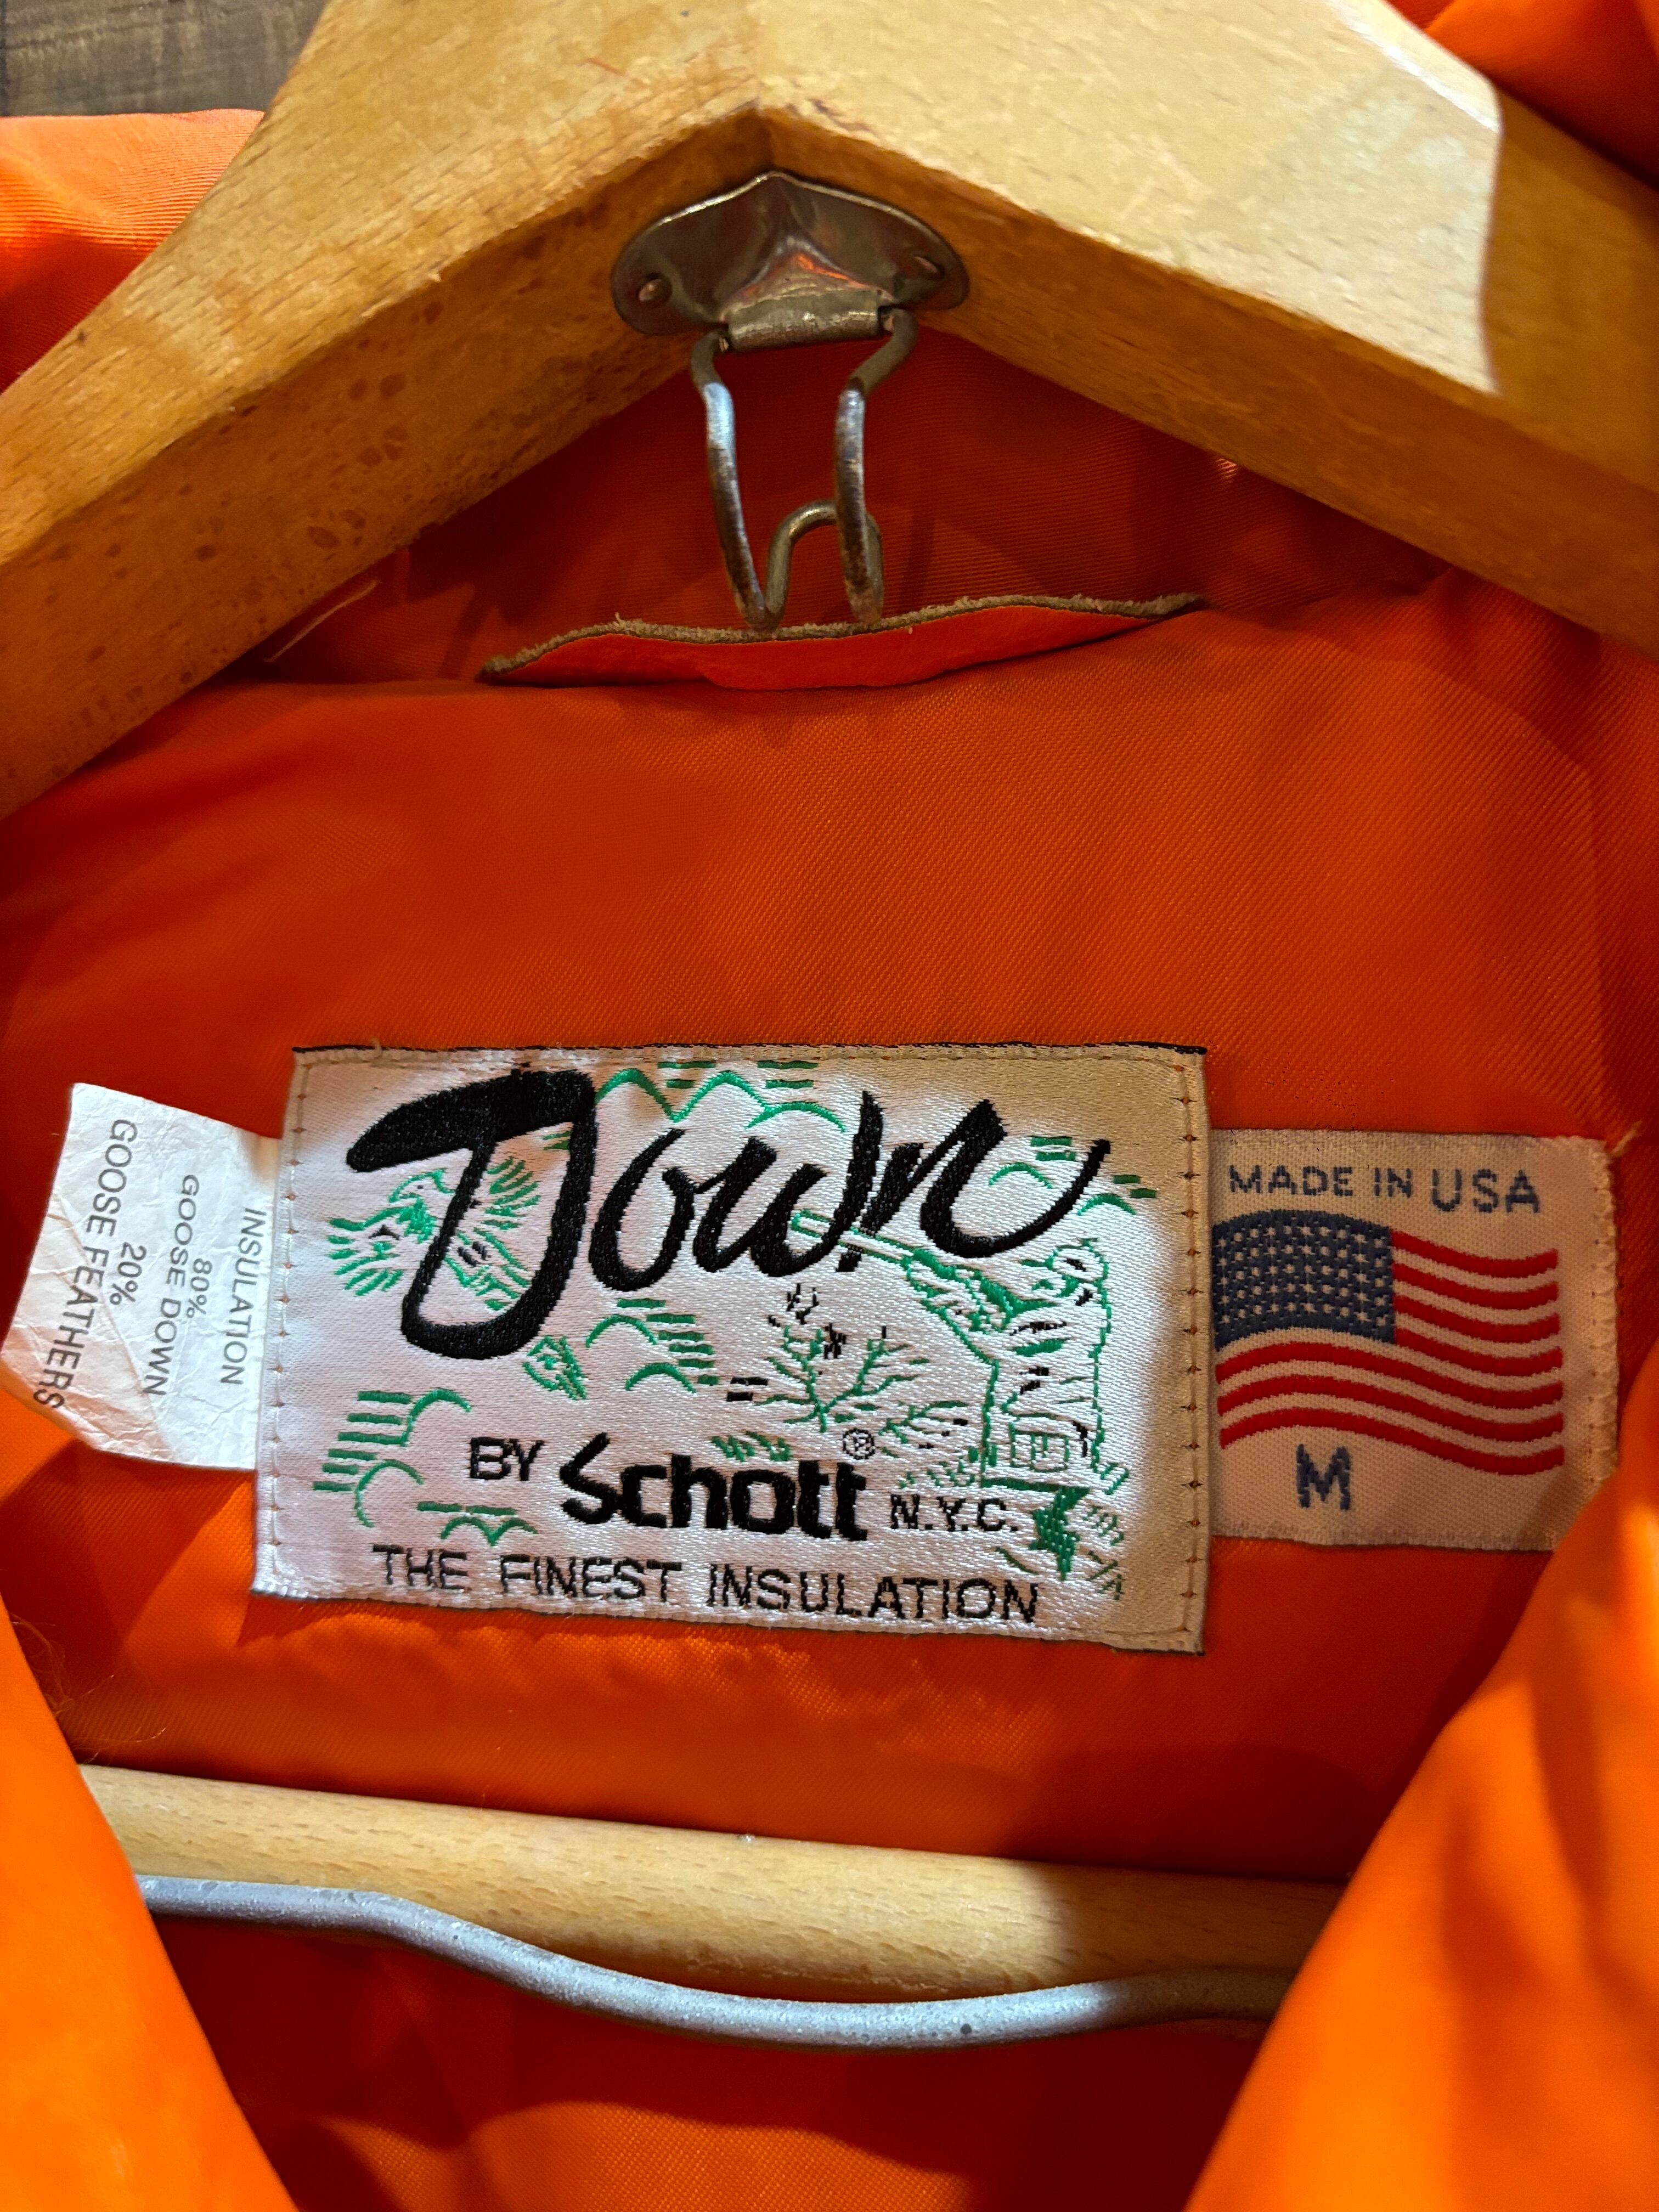 INSULATION
80%
GOOSE DOWN
20%
GOOSE FEATHERS
Down
BY Schott® N.Y.C.
THE FINEST INSULATION
MADE IN USA
M